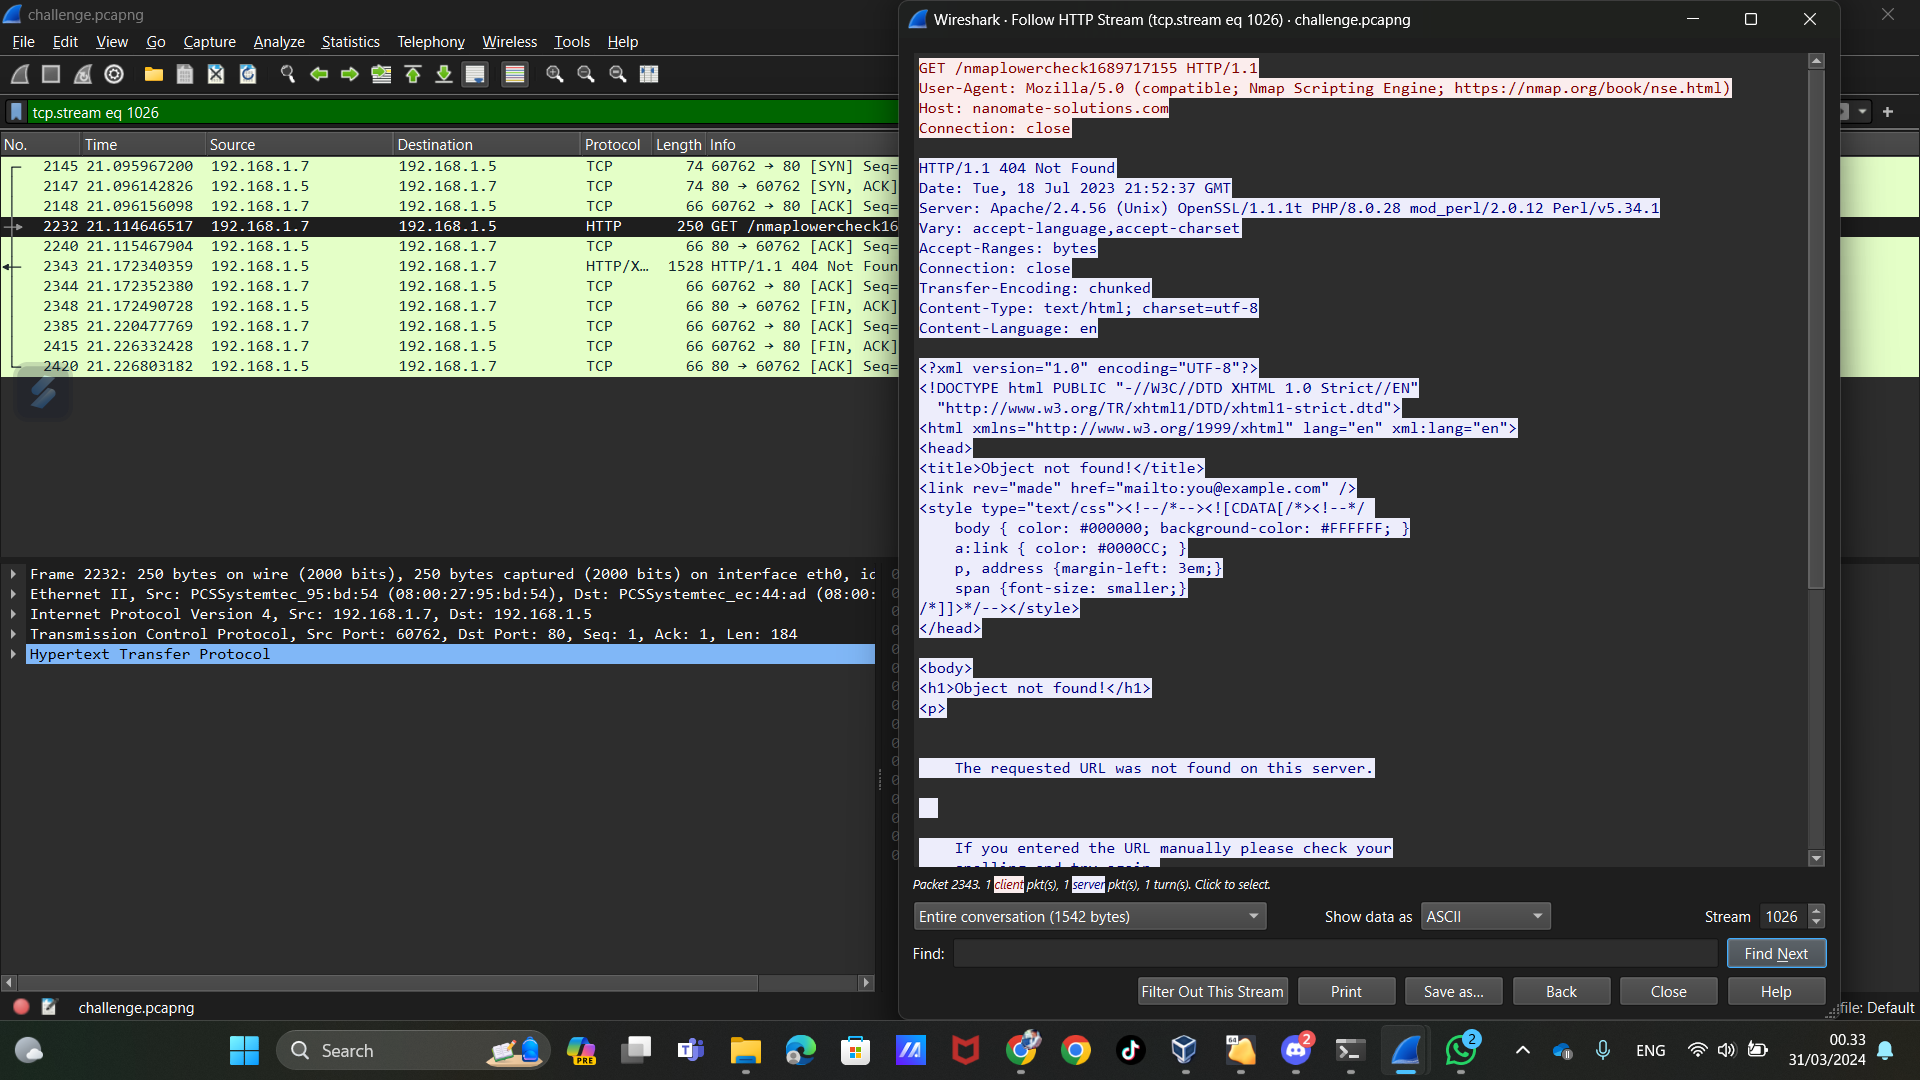 challenge.pcapng
File Edit View Go Capture Analyze Statistics Telephony Wireless Tools Help
tcp.stream eq 1026
No. Time Source Destination Protocol Length Info
2145 21.095967200 192.168.1.7 192.168.1.5 TCP 74 60762 → 80 [SYN] Seq=
2147 21.096142826 192.168.1.5 192.168.1.7 TCP 74 80 → 60762 [SYN, ACK]
2148 21.096156098 192.168.1.7 192.168.1.5 TCP 66 60762 → 80 [ACK] Seq=
2232 21.114646517 192.168.1.7 192.168.1.5 HTTP 250 GET /nmaplowercheck16
2240 21.115467904 192.168.1.5 192.168.1.7 TCP 66 80 → 60762 [ACK] Seq=
2343 21.172340359 192.168.1.5 192.168.1.7 HTTP/X… 1528 HTTP/1.1 404 Not Foun
2344 21.172352380 192.168.1.7 192.168.1.5 TCP 66 60762 → 80 [ACK] Seq=
2348 21.172490728 192.168.1.5 192.168.1.7 TCP 66 80 → 60762 [FIN, ACK]
2385 21.220477769 192.168.1.7 192.168.1.5 TCP 66 60762 → 80 [ACK] Seq=
2415 21.226332428 192.168.1.7 192.168.1.5 TCP 66 60762 → 80 [FIN, ACK]
2420 21.226803182 192.168.1.5 192.168.1.7 TCP 66 80 → 60762 [ACK] Seq=
Frame 2232: 250 bytes on wire (2000 bits), 250 bytes captured (2000 bits) on interface eth0, id
Ethernet II, Src: PCSSystemtec_95:bd:54 (08:00:27:95:bd:54), Dst: PCSSystemtec_ec:44:ad (08:00:
Internet Protocol Version 4, Src: 192.168.1.7, Dst: 192.168.1.5
Transmission Control Protocol, Src Port: 60762, Dst Port: 80, Seq: 1, Ack: 1, Len: 184
Hypertext Transfer Protocol
challenge.pcapng
Wireshark · Follow HTTP Stream (tcp.stream eq 1026) · challenge.pcapng
GET /nmaplowercheck1689717155 HTTP/1.1
User-Agent: Mozilla/5.0 (compatible; Nmap Scripting Engine; https://nmap.org/book/nse.html)
Host: nanomate-solutions.com
Connection: close
HTTP/1.1 404 Not Found
Date: Tue, 18 Jul 2023 21:52:37 GMT
Server: Apache/2.4.56 (Unix) OpenSSL/1.1.1t PHP/8.0.28 mod_perl/2.0.12 Perl/v5.34.1
Vary: accept-language,accept-charset
Accept-Ranges: bytes
Connection: close
Transfer-Encoding: chunked
Content-Type: text/html; charset=utf-8
Content-Language: en
<?xml version="1.0" encoding="UTF-8"?>
<!DOCTYPE html PUBLIC "-//W3C//DTD XHTML 1.0 Strict//EN"
"http://www.w3.org/TR/xhtml1/DTD/xhtml1-strict.dtd">
<html xmlns="http://www.w3.org/1999/xhtml" lang="en" xml:lang="en">
<head>
<title>Object not found!</title>
<link rev="made" href="mailto:you@example.com" />
<style type="text/css"><!--/*--><![CDATA[/*><!--*/
body { color: #000000; background-color: #FFFFFF; }
a:link { color: #0000CC; }
p, address {margin-left: 3em;}
span {font-size: smaller;}
/*]]>*/--></style>
</head>
<body>
<h1>Object not found!</h1>
<p>
The requested URL was not found on this server.
If you entered the URL manually please check your
spelling and try again.
Packet 2343. 1 client pkt(s), 1 server pkt(s), 1 turn(s). Click to select.
Entire conversation (1542 bytes) Show data as ASCII Stream 1026
Find: Find Next
Filter Out This Stream Print Save as... Back Close Help
file: Default
Search PRE 64 2 2 ENG 00.33
31/03/2024